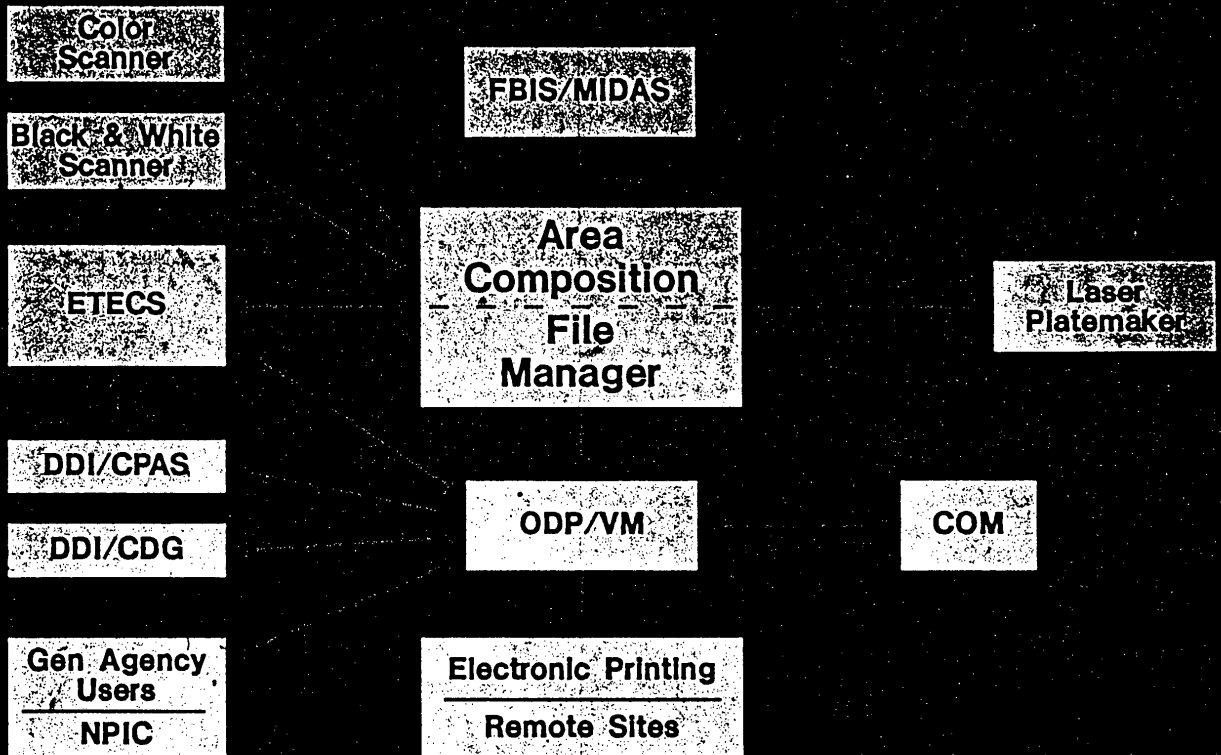 Color
Scanner
Black & White
Scanner
ETECS
DDI/CPAS
DDI/CDG
Gen Agency
Users
NPIC
FBIS/MIDAS
Area
Composition
File
Manager
ODP/VM
Electronic Printing
Remote Sites
Laser
Platemaker
COM